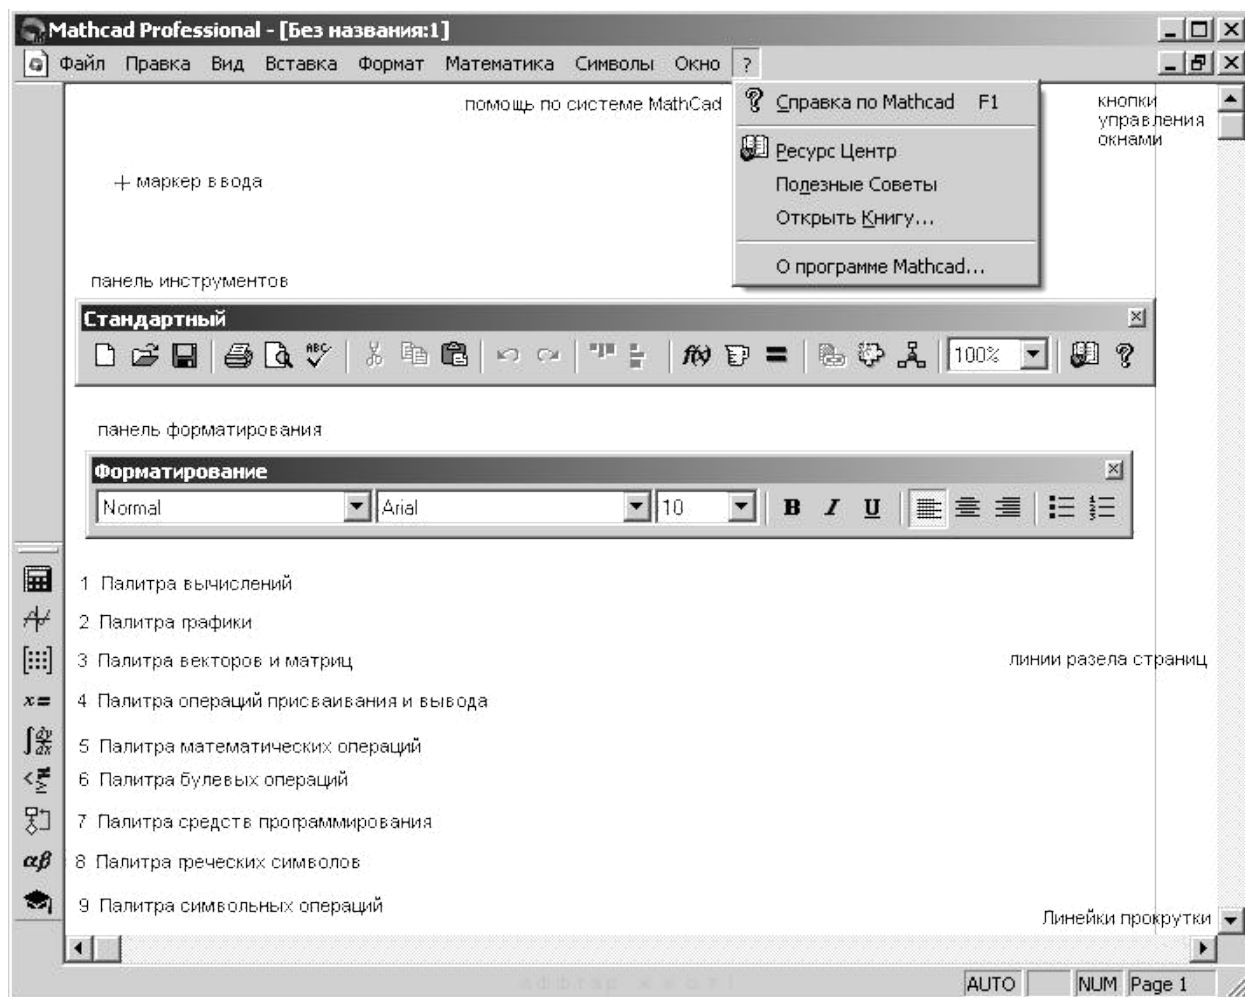 Mathcad Professional - [Без названия:1]
Файл Правка Вид Вставка Формат Математика Символы Окно ?
помощь по системе MathCad
Справка по Mathcad F1
Ресурс Центр
Полезные Советы
Открыть Книгу...
О программе Mathcad...
кнопки
управления
окнами
маркер ввода
панель инструментов
Стандартный
ABC
f(x)
100%
?
панель форматирования
Форматирование
Normal Arial 10 B I U
1 Палитра вычислений
2 Палитра графики
3 Палитра векторов и матриц
линии разела страниц
x= 4 Палитра операций присваивания и вывода
∫dy/dx 5 Палитра математических операций
<≠≥ 6 Палитра булевых операций
7 Палитра средств программирования
αβ 8 Палитра греческих символов
9 Палитра символьных операций
Линейки прокрутки
AUTO NUM Page 1